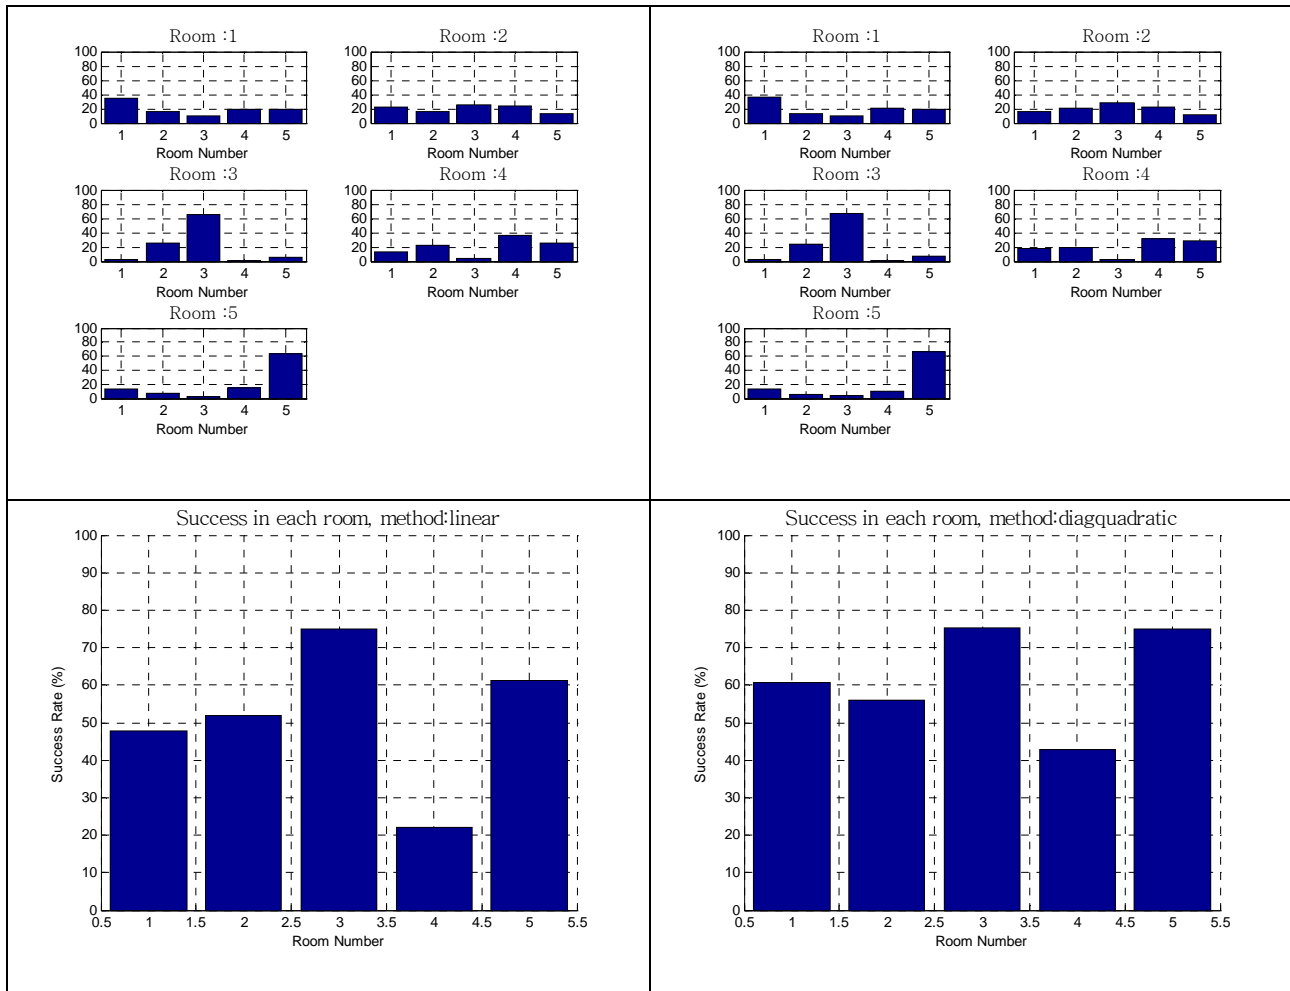 Room :1
100
80
60
40
20
0
1 2 3 4 5
Room Number
Room :2
100
80
60
40
20
0
1 2 3 4 5
Room Number
Room :3
100
80
60
40
20
0
1 2 3 4 5
Room Number
Room :4
100
80
60
40
20
0
1 2 3 4 5
Room Number
Room :5
100
80
60
40
20
0
1 2 3 4 5
Room Number
Room :1
100
80
60
40
20
0
1 2 3 4 5
Room Number
Room :2
100
80
60
40
20
0
1 2 3 4 5
Room Number
Room :3
100
80
60
40
20
0
1 2 3 4 5
Room Number
Room :4
100
80
60
40
20
0
1 2 3 4 5
Room Number
Room :5
100
80
60
40
20
0
1 2 3 4 5
Room Number
Success in each room, method:linear
100
90
80
70
60
50
40
30
20
10
0
Success Rate (%)
0.5 1 1.5 2 2.5 3 3.5 4 4.5 5 5.5
Room Number
Success in each room, method:diagquadratic
100
90
80
70
60
50
40
30
20
10
0
Success Rate (%)
0.5 1 1.5 2 2.5 3 3.5 4 4.5 5 5.5
Room Number